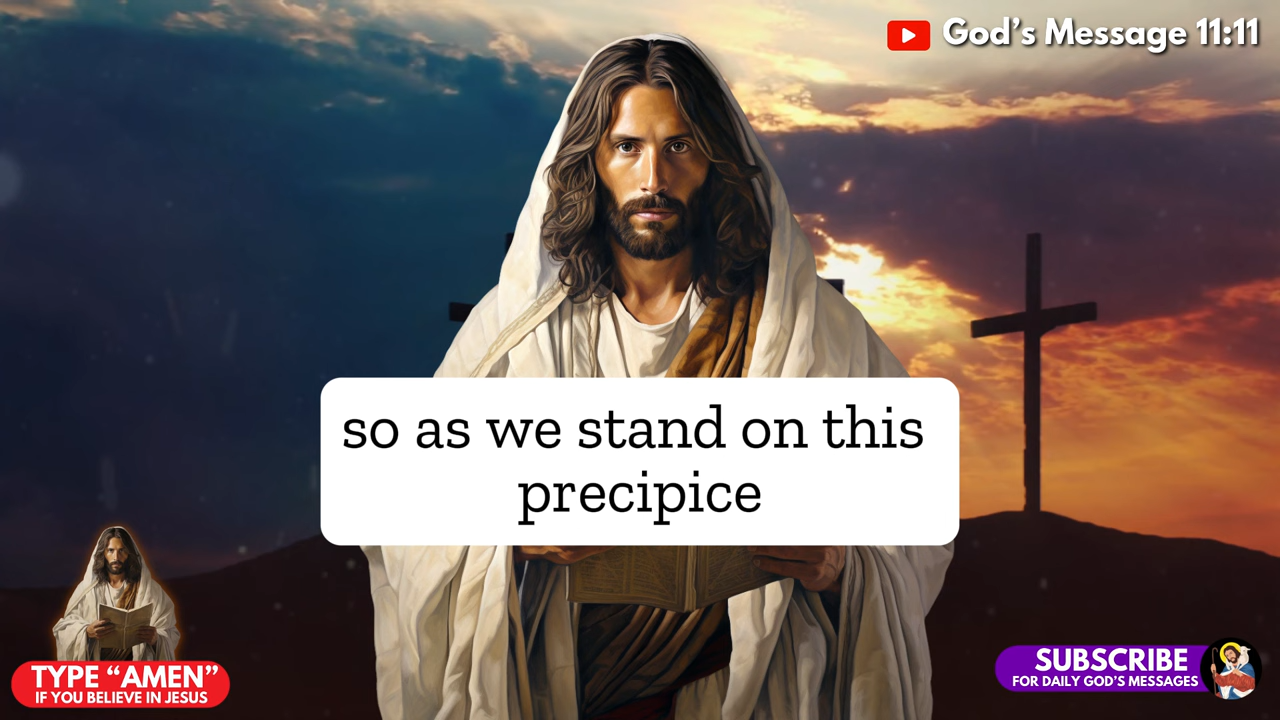 God's Message 11:11
so as we stand on this
precipice
TYPE “AMEN”
IF YOU BELIEVE IN JESUS
SUBSCRIBE
FOR DAILY GOD'S MESSAGES